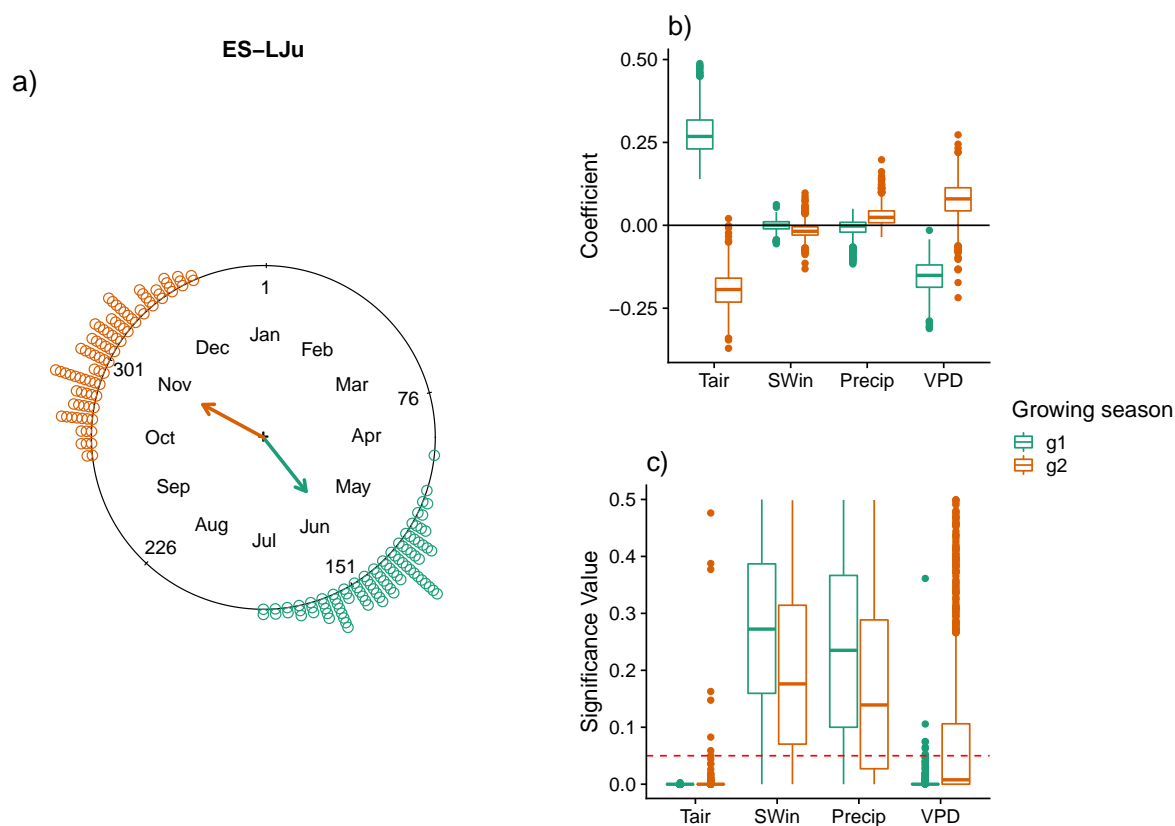 ES−LJu
a)
1
Jan
Feb
Mar
76
Apr
May
Jun
151
Jul
Aug
226
Sep
Oct
Nov
301
Dec
b)
Coefficient
0.50
0.25
0.00
−0.25
Tair SWin Precip VPD
Growing season
g1
g2
c)
Significance Value
0.5
0.4
0.3
0.2
0.1
0.0
Tair SWin Precip VPD